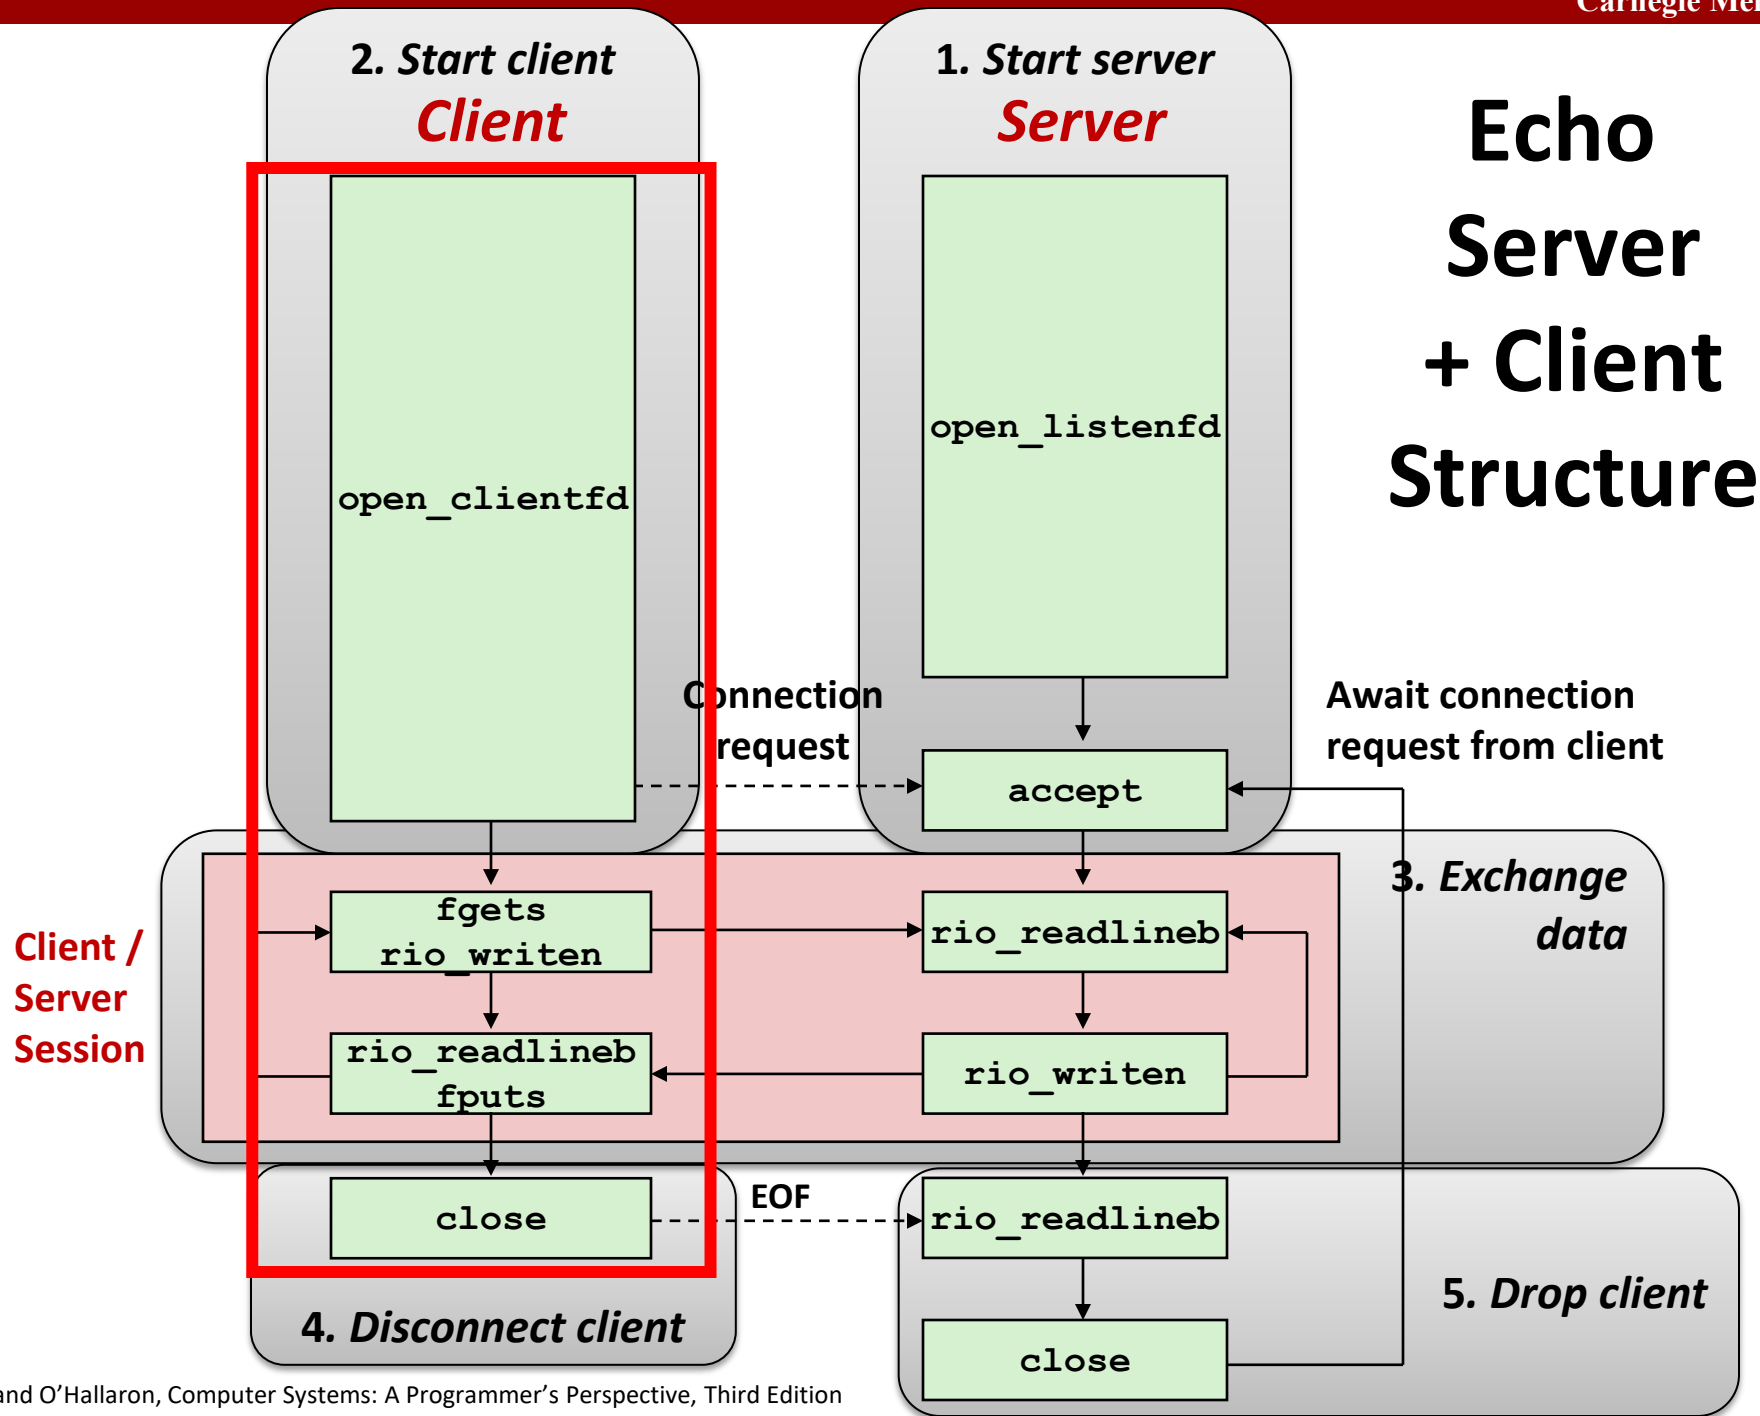 Carnegie Mel
2. Start client
Client
1. Start server
Server
Echo
Server
+ Client
Structure
open_clientfd
open_listenfd
Connection
request
Await connection
request from client
accept
3. Exchange
data
Client /
Server
Session
fgets
rio_writen
rio_readlineb
rio_readlineb
fputs
rio_writen
close
EOF
rio_readlineb
4. Disconnect client
5. Drop client
close
and O’Hallaron, Computer Systems: A Programmer’s Perspective, Third Edition